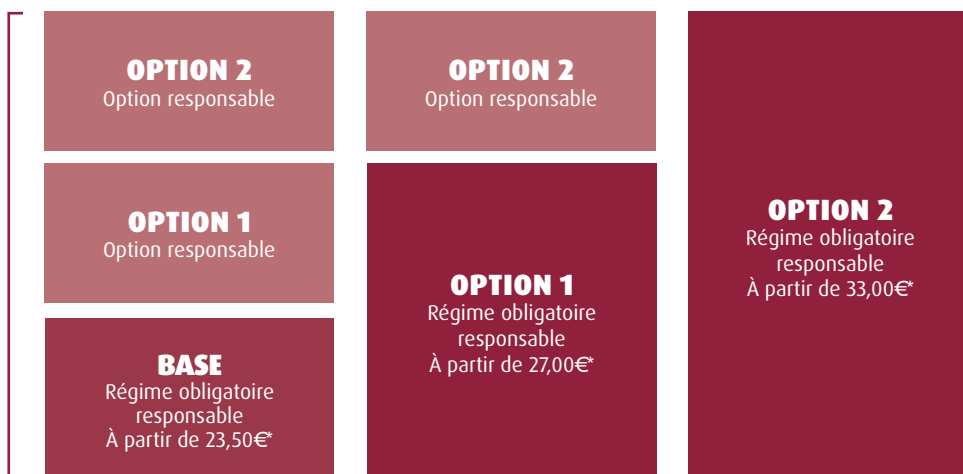 OPTION 2
Option responsable
OPTION 1
Option responsable
BASE
Régime obligatoire
responsable
À partir de 23,50€*
OPTION 2
Option responsable
OPTION 1
Régime obligatoire
responsable
À partir de 27,00€*
OPTION 2
Régime obligatoire
responsable
À partir de 33,00€*